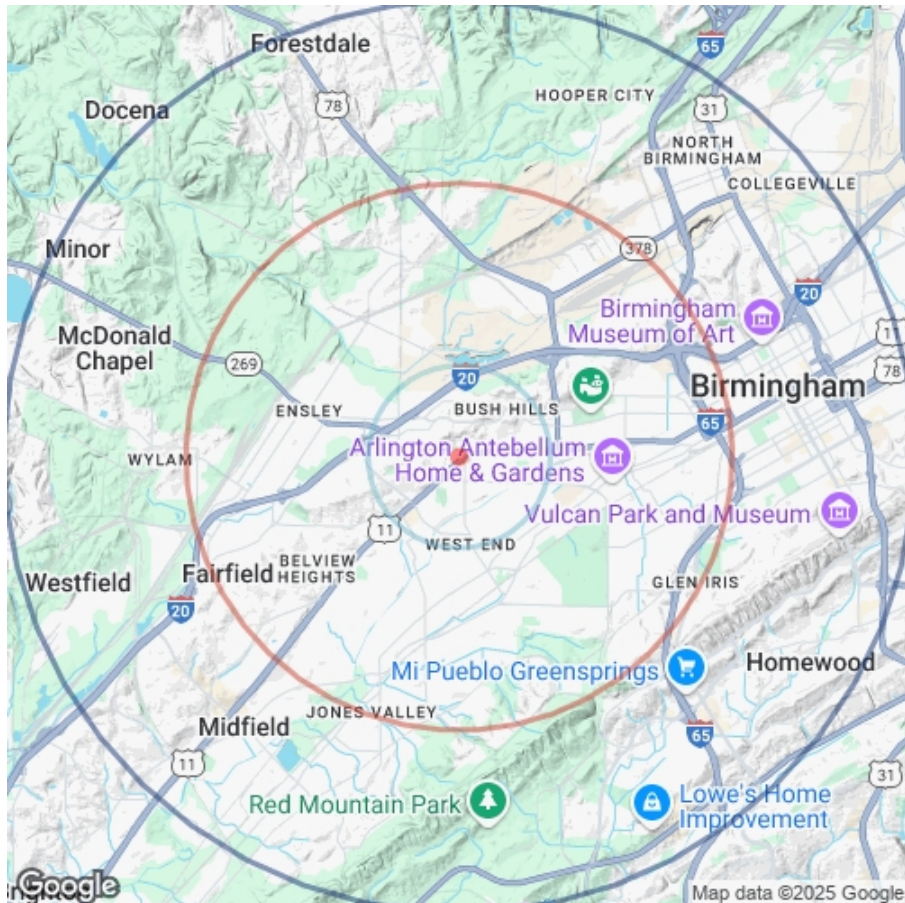 Forestdale
65
Docena
78
HOOPER CITY
31
NORTH
BIRMINGHAM
COLLEGEVILLE
Minor
378
20
Birmingham
Museum of Art
11
McDonald
Chapel
269
78
20
Birmingham
ENSLEY
BUSH HILLS
65
WYLAM
Arlington Antebellum
Home & Gardens
Vulcan Park and Museum
11
WEST END
BELVIEW
HEIGHTS
Westfield
Fairfield
GLEN IRIS
20
Mi Pueblo Greensprings
Homewood
JONES VALLEY
Midfield
65
11
31
Red Mountain Park
Lowe's Home
Improvement
Google
Map data ©2025 Google